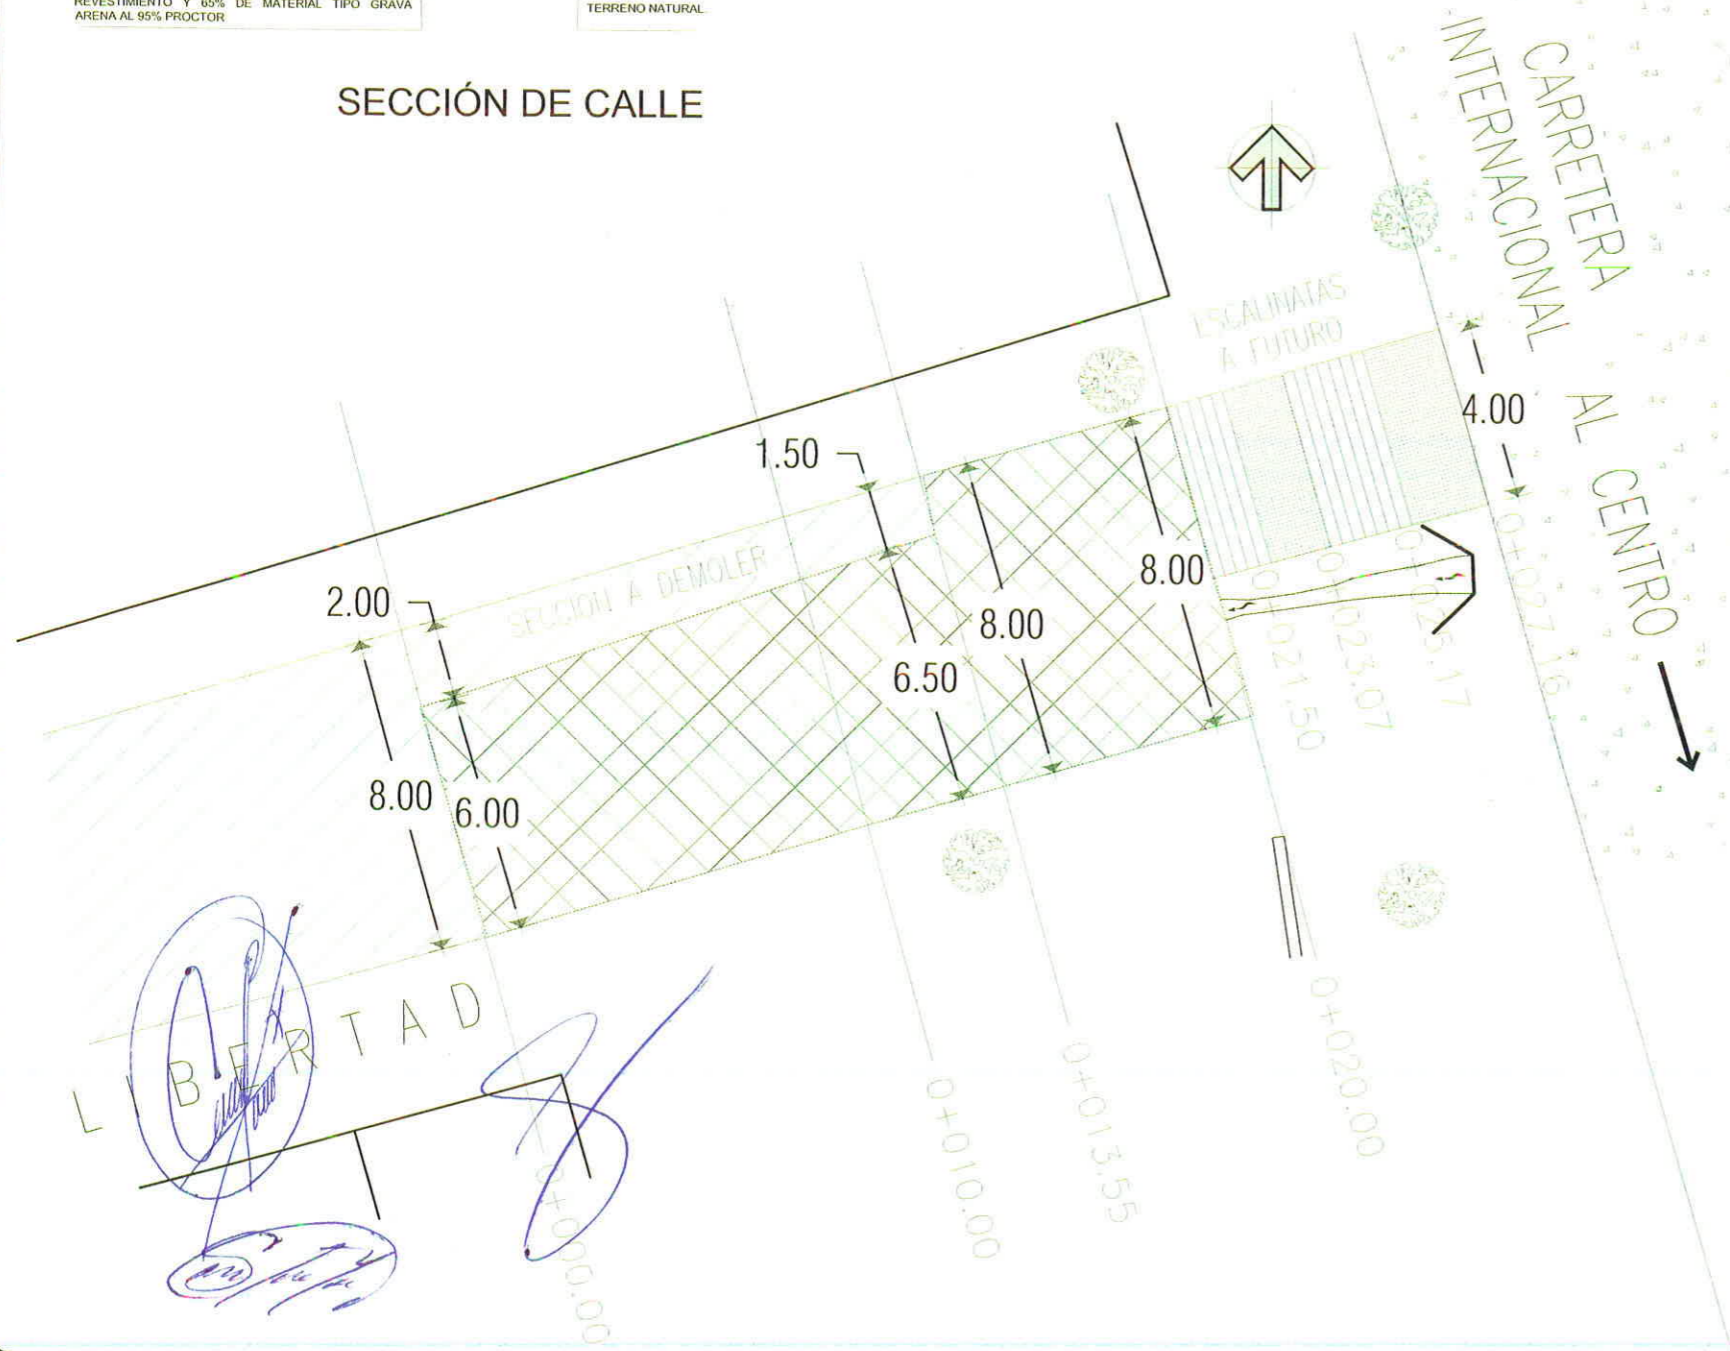 REVESTIMIENTO Y 65% DE MATERIAL TIPO GRAVA
ARENA AL 95% PROCTOR
TERRENO NATURAL
SECCIÓN DE CALLE
CARRETERA
INTERNACIONAL
AL CENTRO
ESCALINATAS
A FUTURO
4.00
1.50
SECCION A DEMOLER
2.00
8.00
8.00
6.50
8.00
6.00
0+021.50
0+023.07
0+025.17
0+027.16
LIBERTAD
0+000.00
0+010.00
0+013.55
0+020.00